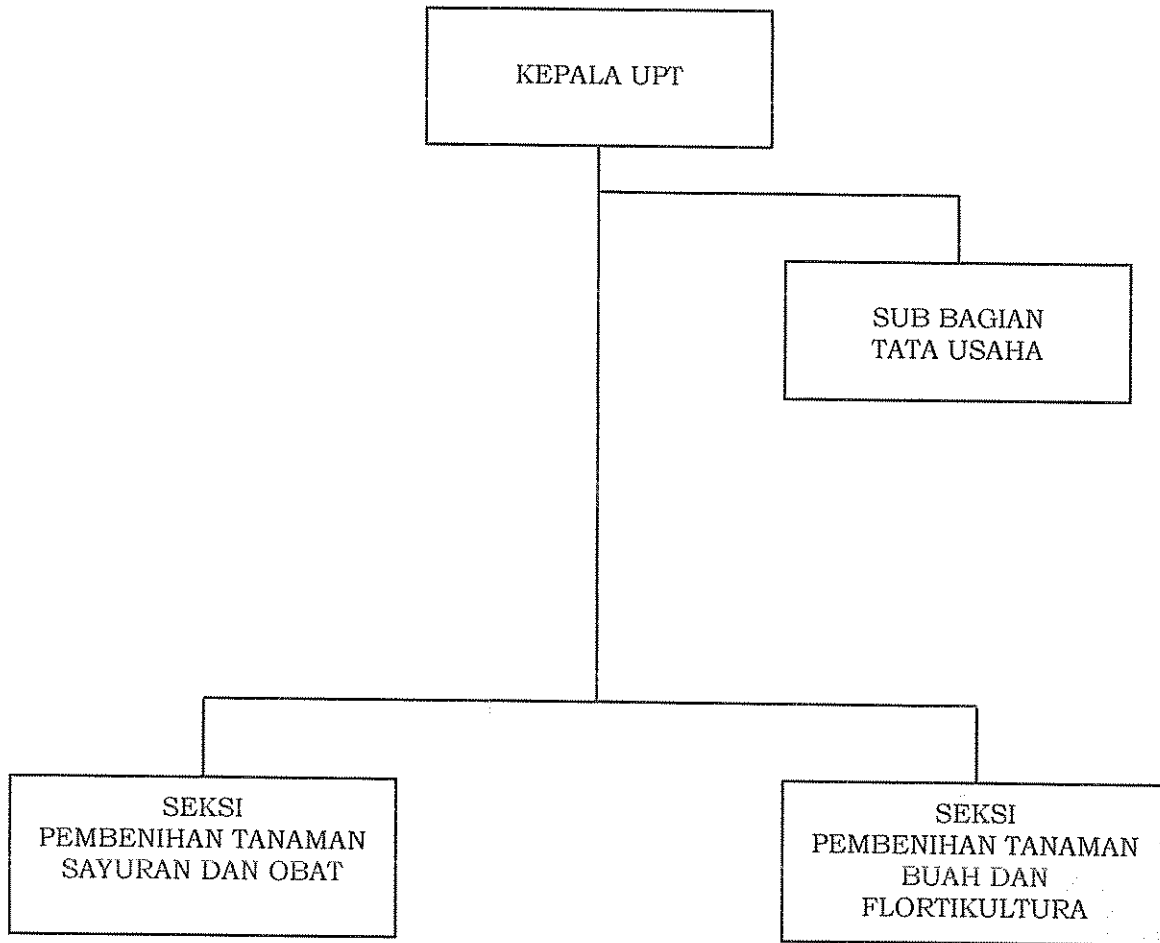 KEPALA UPT
SUB BAGIAN
TATA USAHA
SEKSI
PEMBENIHAN TANAMAN
SAYURAN DAN OBAT
SEKSI
PEMBENIHAN TANAMAN
BUAH DAN
FLORTIKULTURA